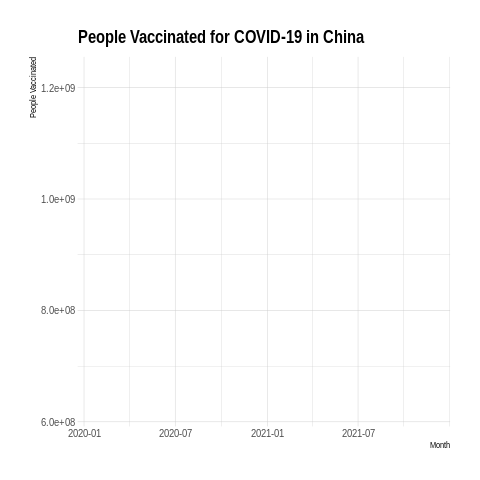 People Vaccinated for COVID-19 in China
People Vaccinated
1.2e+09
1.0e+09
8.0e+08
6.0e+08
2020-01 2020-07 2021-01 2021-07
Month